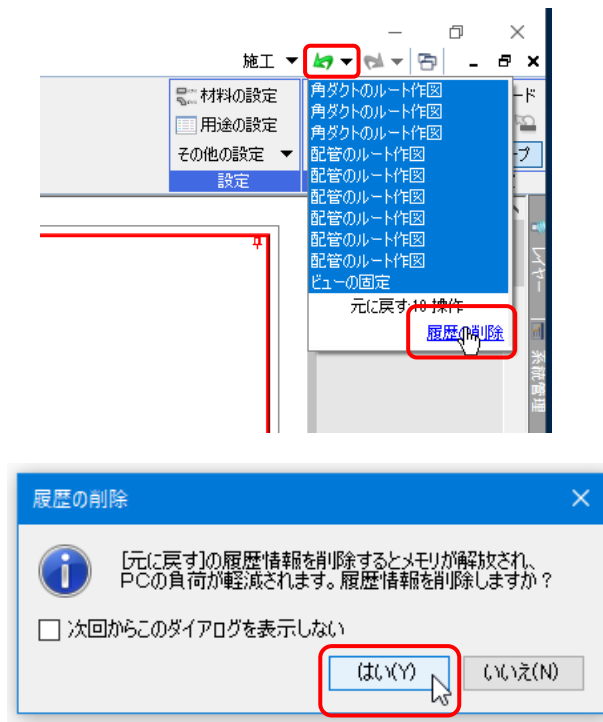 施工
材料の設定
用途の設定
その他の設定
設定
角ダクトのルート作図
角ダクトのルート作図
角ダクトのルート作図
配管のルート作図
配管のルート作図
配管のルート作図
配管のルート作図
配管のルート作図
配管のルート作図
ビューの固定
元に戻す:10 操作
履歴の削除
レイヤー
系統管理
履歴の削除
[元に戻す]の履歴情報を削除するとメモリが解放され、
PCの負荷が軽減されます。履歴情報を削除しますか？
次回からこのダイアログを表示しない
はい(Y)
いいえ(N)